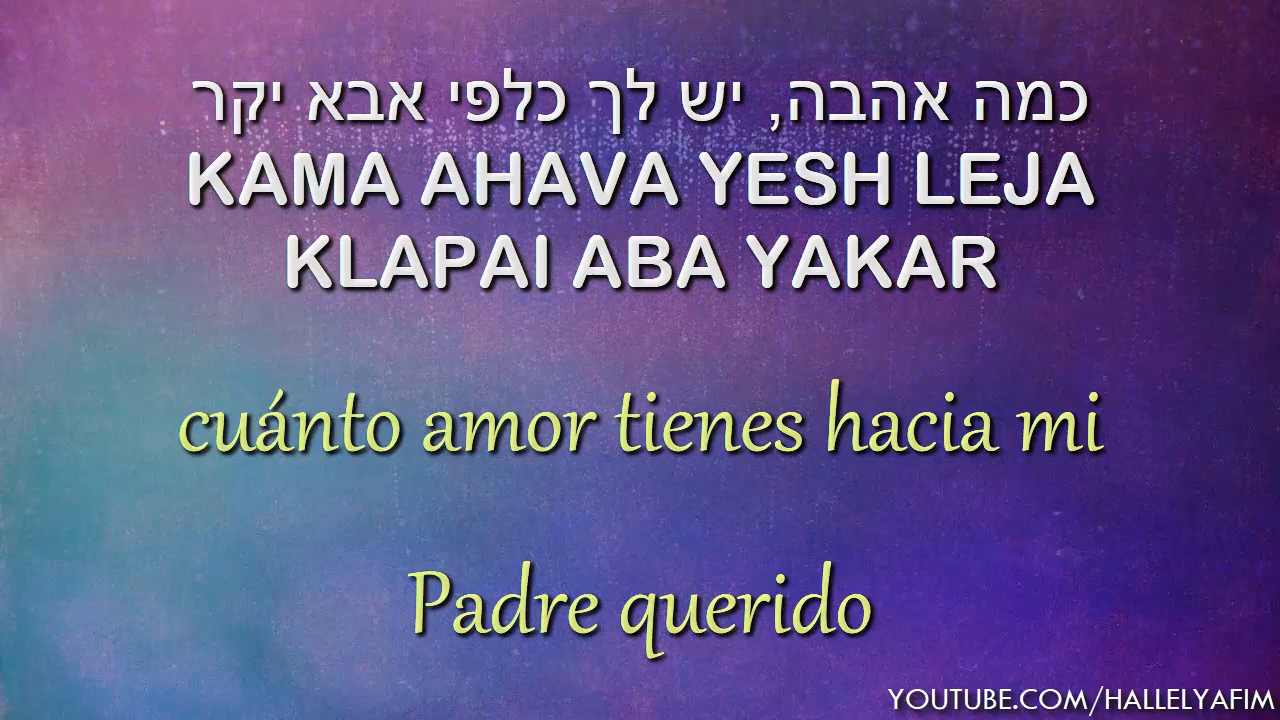 כמה אהבה, יש לך כלפי אבא יקר
KAMA AHAVA YESH LEJA
KLAPAI ABA YAKAR
cuánto amor tienes hacia mi
Padre querido
YOUTUBE.COM/HALLELYAFIM